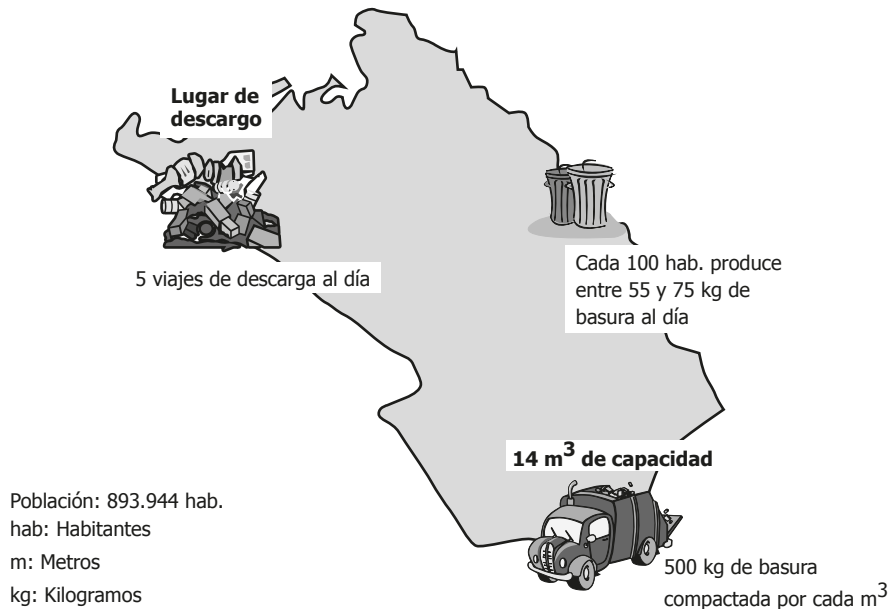 Lugar de
descargo
5 viajes de descarga al día
Cada 100 hab. produce
entre 55 y 75 kg de
basura al día
14 m³ de capacidad
Población: 893.944 hab.
hab: Habitantes
m: Metros
kg: Kilogramos
500 kg de basura
compactada por cada m³